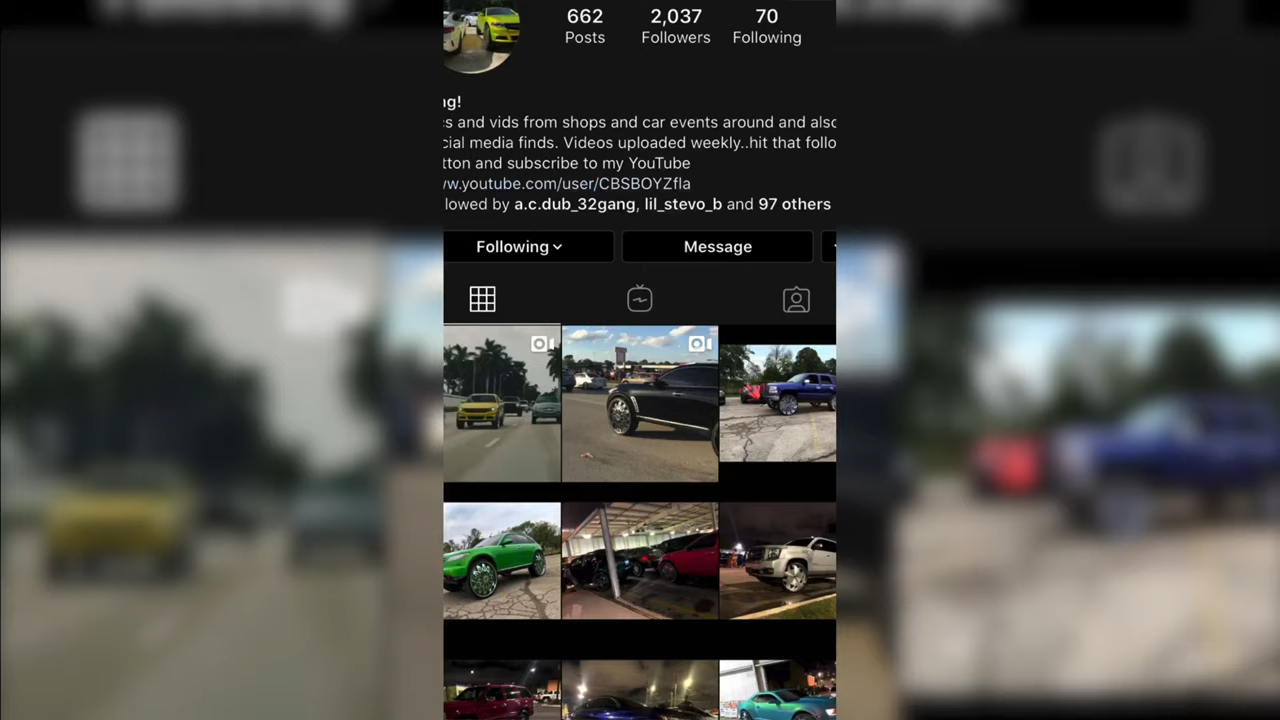 662 2,037 70
Posts Followers Following
ng!
s and vids from shops and car events around and also
cial media finds. Videos uploaded weekly..hit that follo
tton and subscribe to my YouTube
w.youtube.com/user/CBSBOYZfla
lowed by a.c.dub_32gang, lil_stevo_b and 97 others
Following Message